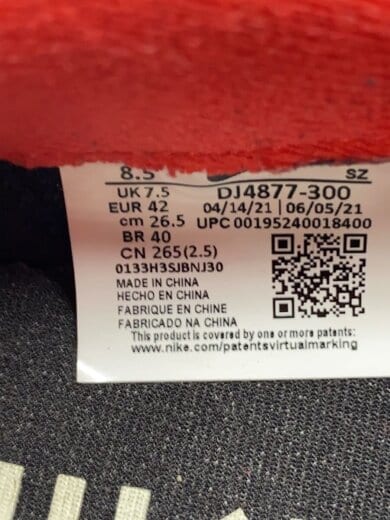 8.5 SZ
UK 7.5 DJ4877-300
EUR 42 04/14/21 | 06/05/21
cm 26.5 UPC 00195240018400
BR 40
CN 265(2.5)
0133H3SJBNJ30
MADE IN CHINA
HECHO EN CHINA
FABRIQUE EN CHINE
FABRICADO NA CHINA
This product is covered by one or more patents:
www.nike.com/patentsvirtualmarking